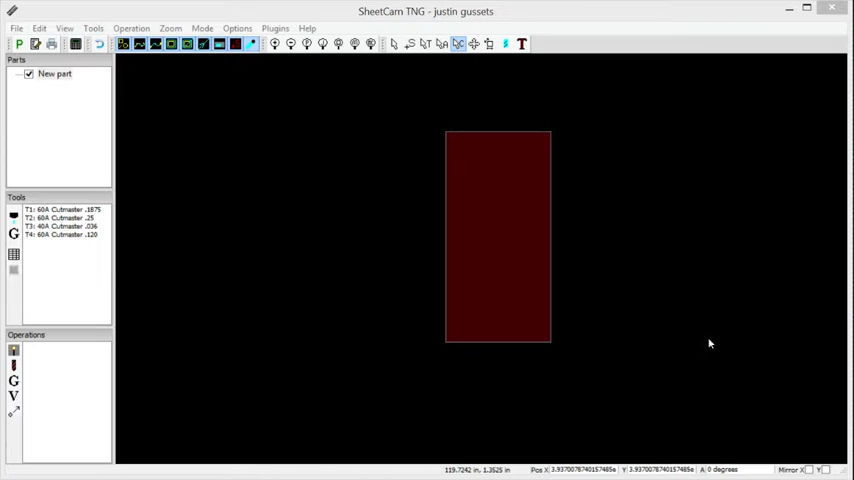 SheetCam TNG - justin gussets
File Edit View Tools Operation Zoom Mode Options Plugins Help
Parts
New part
Tools
T1: 60A Cutmaster .1875
T2: 60A Cutmaster .25
T3: 40A Cutmaster .036
T4: 60A Cutmaster .120
Operations
119.7242 in, 1.3525 in Pos X 3.9370078740157485e Y 3.9370078740157485e A 0 degrees Mirror X Y